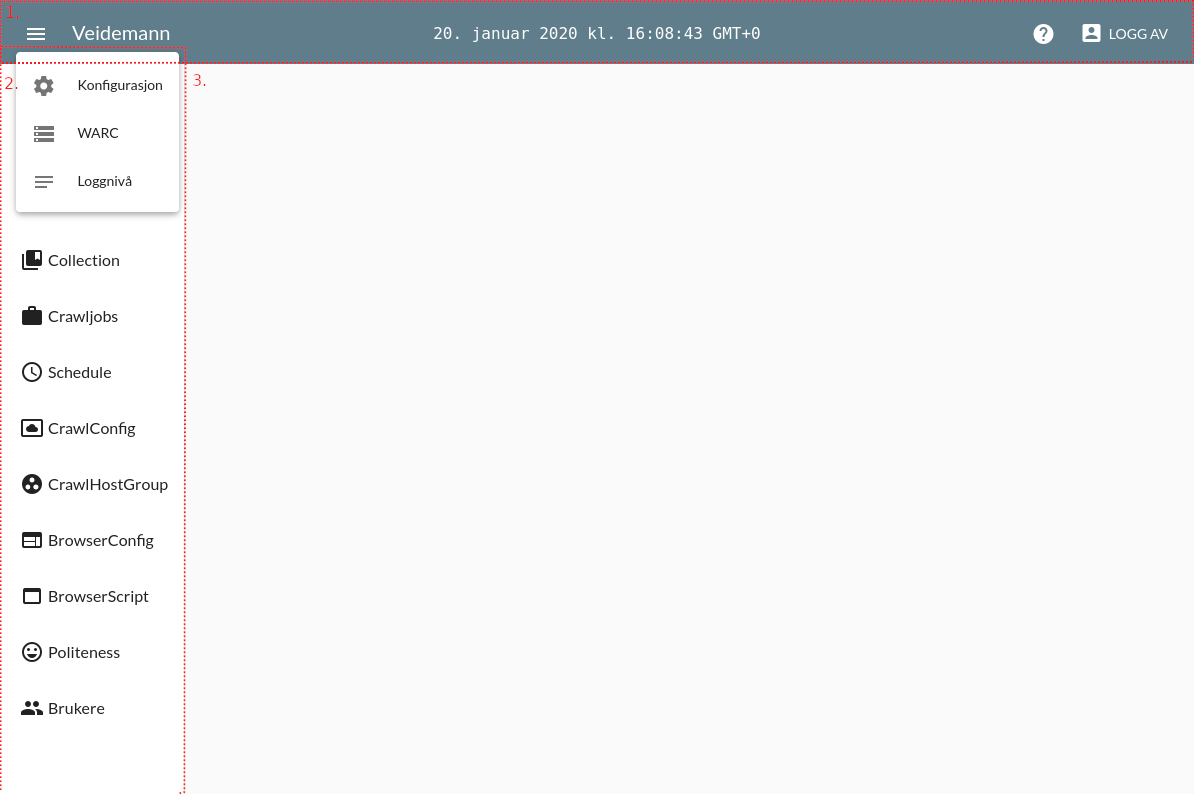 1.
Veidemann
20. januar 2020 kl. 16:08:43 GMT+0
LOGG AV
2.
3.
Konfigurasjon
WARC
Loggnivå
Collection
Crawljobs
Schedule
CrawlConfig
CrawlHostGroup
BrowserConfig
BrowserScript
Politeness
Brukere